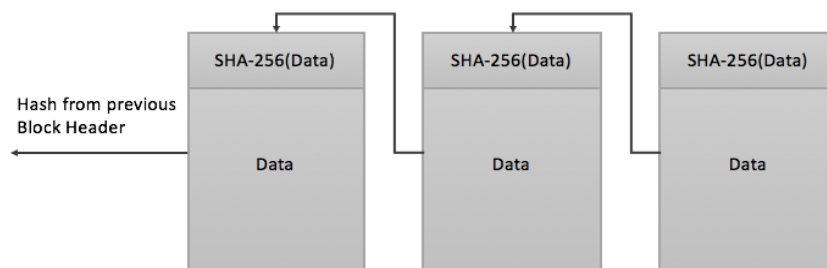 SHA-256(Data)
SHA-256(Data)
SHA-256(Data)
Hash from previous
Block Header
Data
Data
Data